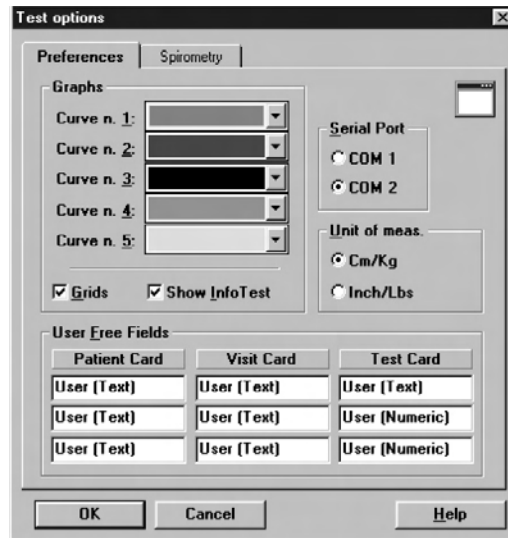 Test options
Preferences
Spirometry
Graphs
Curve n. 1:
Curve n. 2:
Curve n. 3:
Curve n. 4:
Curve n. 5:
Grids
Show InfoTest
Serial Port
COM 1
COM 2
Unit of meas.
Cm/Kg
Inch/Lbs
User Free Fields
Patient Card Visit Card Test Card
User (Text) User (Text) User (Text)
User (Text) User (Text) User (Numeric)
User (Text) User (Text) User (Numeric)
OK Cancel Help